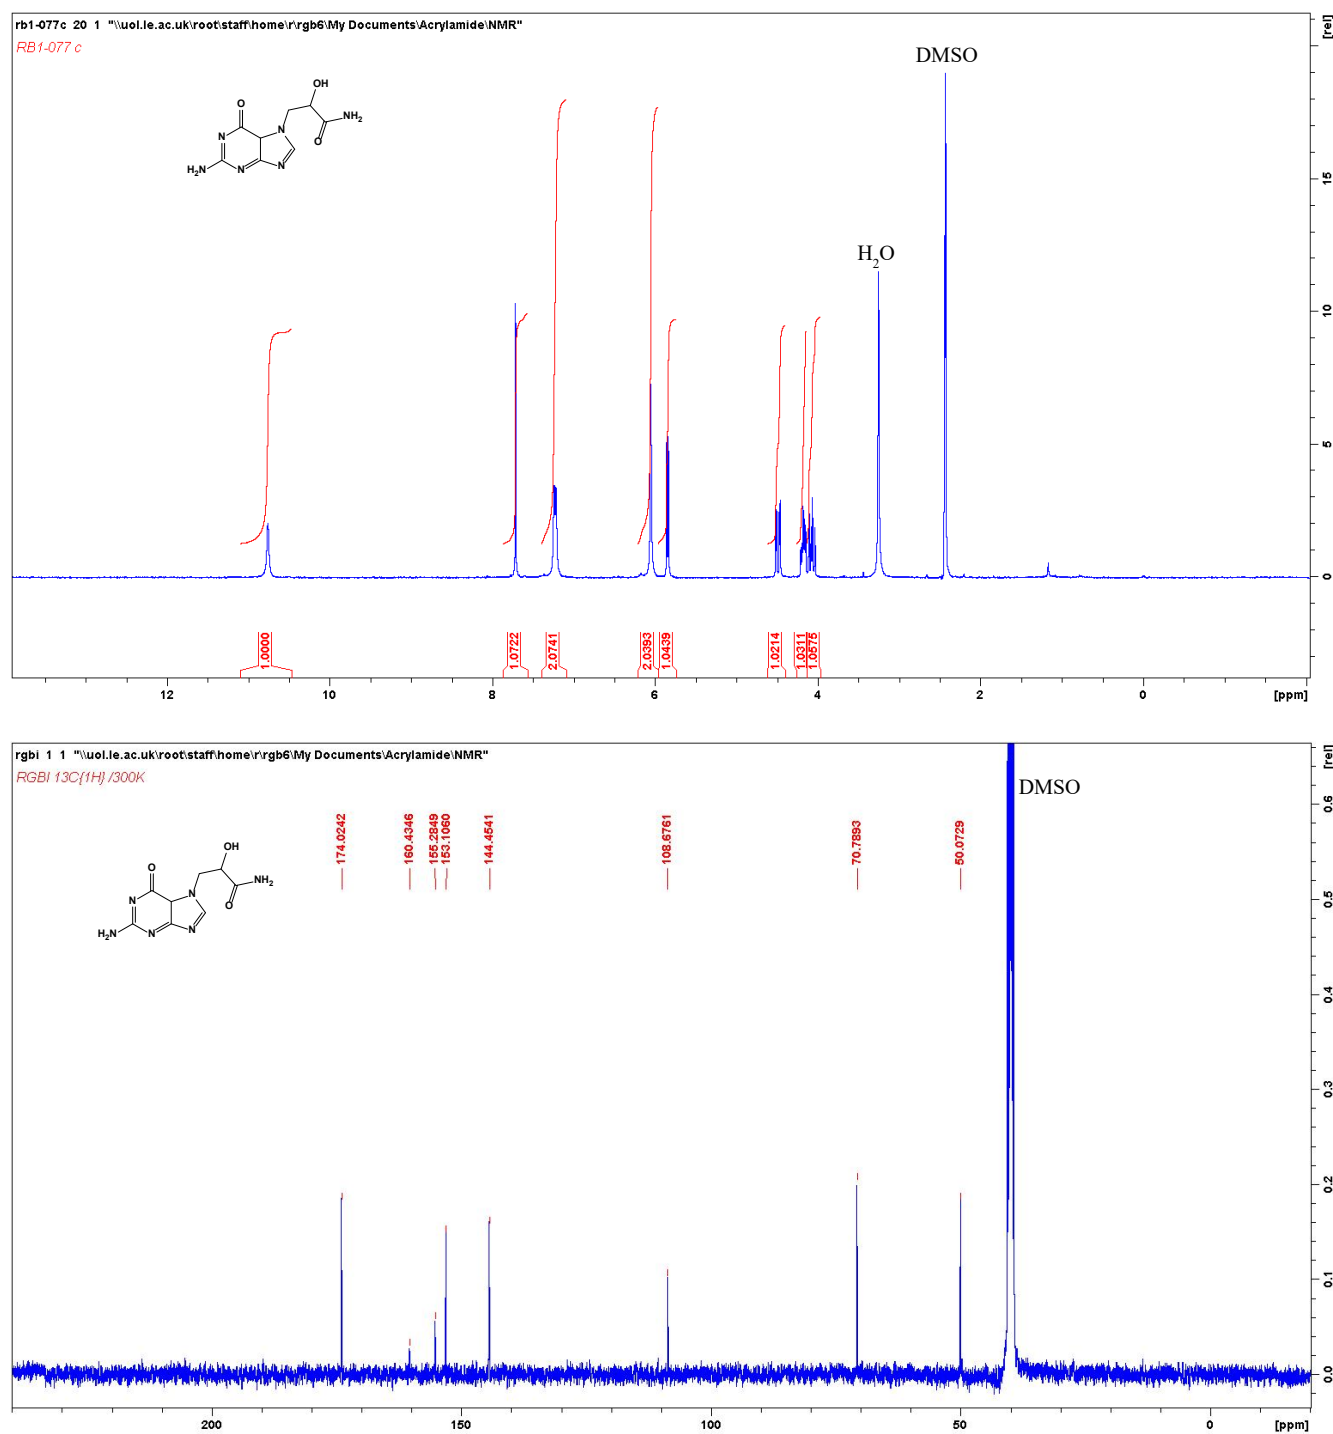 rb1-077c 20 1 "\\uol.le.ac.uk\root\staff\home\r\rgb6\My Documents\Acrylamide\NMR"
RB1-077 c
DMSO
H2O
OH
O
NH2
N
N
O
H2N
N
N
[rel]
15
10
5
0
1.0000
1.0722
2.0741
2.0393
1.0439
1.0214
1.0311
1.0575
12
10
8
6
4
2
0
[ppm]
rgbi 1 1 "\\uol.le.ac.uk\root\staff\home\r\rgb6\My Documents\Acrylamide\NMR"
RGBI 13C{1H} /300K
DMSO
174.0242
160.4346
155.2849
153.1060
144.4541
108.6761
70.7893
50.0729
OH
O
NH2
N
N
O
H2N
N
N
[rel]
0.6
0.5
0.4
0.3
0.2
0.1
0.0
200
150
100
50
0
[ppm]